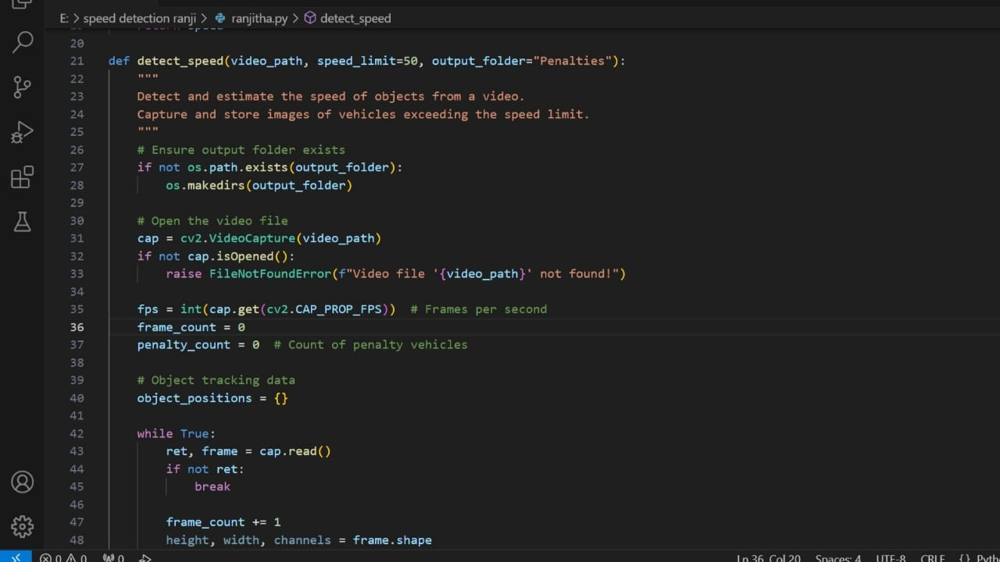 E: > speed detection ranji > ranjitha.py > detect_speed
20
21 def detect_speed(video_path, speed_limit=50, output_folder="Penalties"):
22 """
23 Detect and estimate the speed of objects from a video.
24 Capture and store images of vehicles exceeding the speed limit.
25 """
26 # Ensure output folder exists
27 if not os.path.exists(output_folder):
28 os.makedirs(output_folder)
29
30 # Open the video file
31 cap = cv2.VideoCapture(video_path)
32 if not cap.isOpened():
33 raise FileNotFoundError(f"Video file '{video_path}' not found!")
34
35 fps = int(cap.get(cv2.CAP_PROP_FPS))  # Frames per second
36 frame_count = 0
37 penalty_count = 0  # Count of penalty vehicles
38
39 # Object tracking data
40 object_positions = {}
41
42 while True:
43 ret, frame = cap.read()
44 if not ret:
45 break
46
47 frame_count += 1
48 height, width, channels = frame.shape
0 0 0 Ln 36, Col 20 Spaces: 4 UTF-8 CRLF {}